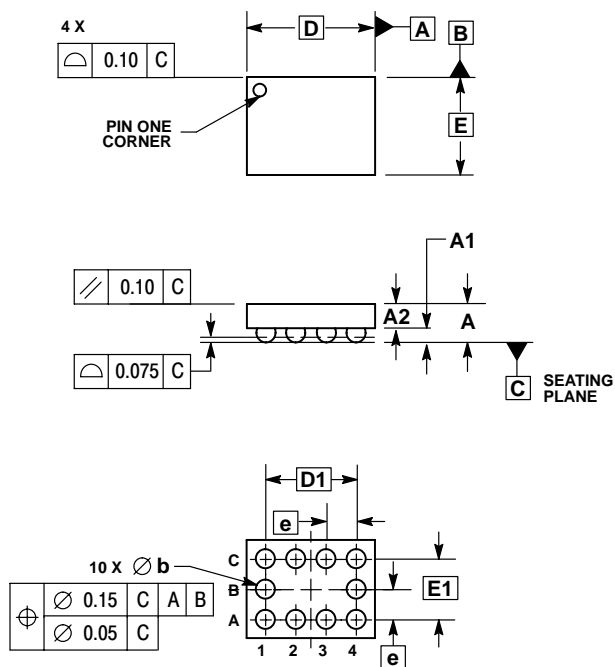 4 X
D
A
B
⌓ 0.10 C
PIN ONE
CORNER
E
A1
⫽ 0.10 C
A2
A
⌓ 0.075 C
C
SEATING
PLANE
D1
e
10 X ∅ b
C
B
A
⌖ ∅ 0.15 C A B
∅ 0.05 C
E1
1 2 3 4
e